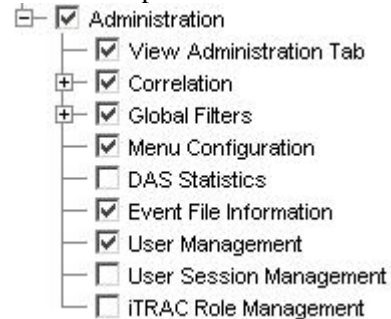 Administration
View Administration Tab
Correlation
Global Filters
Menu Configuration
DAS Statistics
Event File Information
User Management
User Session Management
iTRAC Role Management